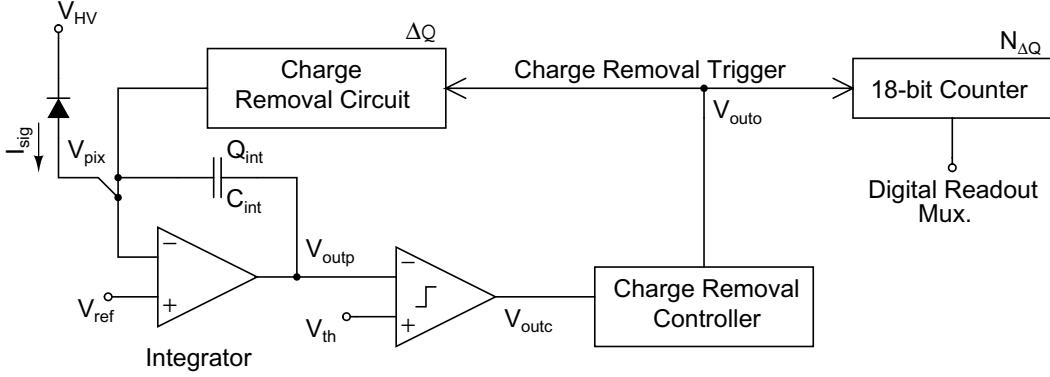 V_HV
ΔQ
Charge
Removal Circuit
Charge Removal Trigger
N_ΔQ
18-bit Counter
V_outo
I_sig
V_pix
Q_int
C_int
Digital Readout
Mux.
V_outp
−
+
V_ref
Integrator
−
+
V_th
V_outc
Charge Removal
Controller